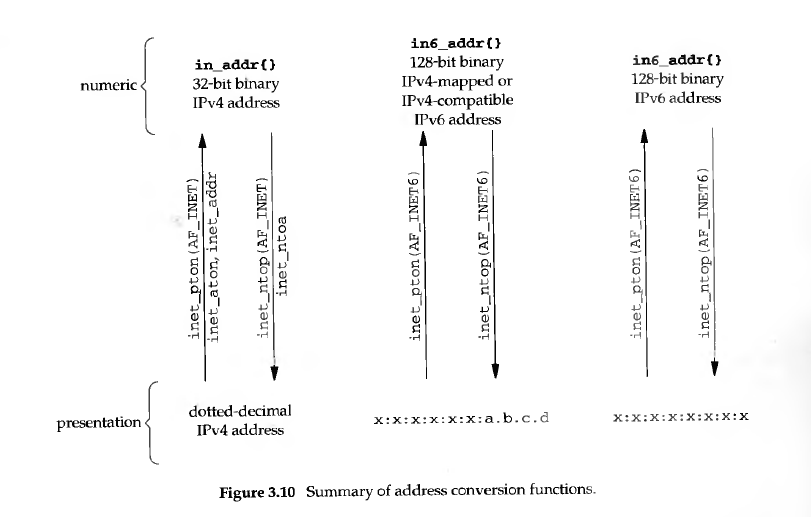 numeric
in_addr{}
32-bit binary
IPv4 address
in6_addr{}
128-bit binary
IPv4-mapped or
IPv4-compatible
IPv6 address
in6_addr{}
128-bit binary
IPv6 address
inet_pton(AF_INET)
inet_aton, inet_addr
inet_ntop(AF_INET)
inet_ntoa
inet_pton(AF_INET6)
inet_ntop(AF_INET6)
inet_pton(AF_INET6)
inet_ntop(AF_INET6)
presentation
dotted-decimal
IPv4 address
x:x:x:x:x:x:a.b.c.d
x:x:x:x:x:x:x:x
Figure 3.10 Summary of address conversion functions.